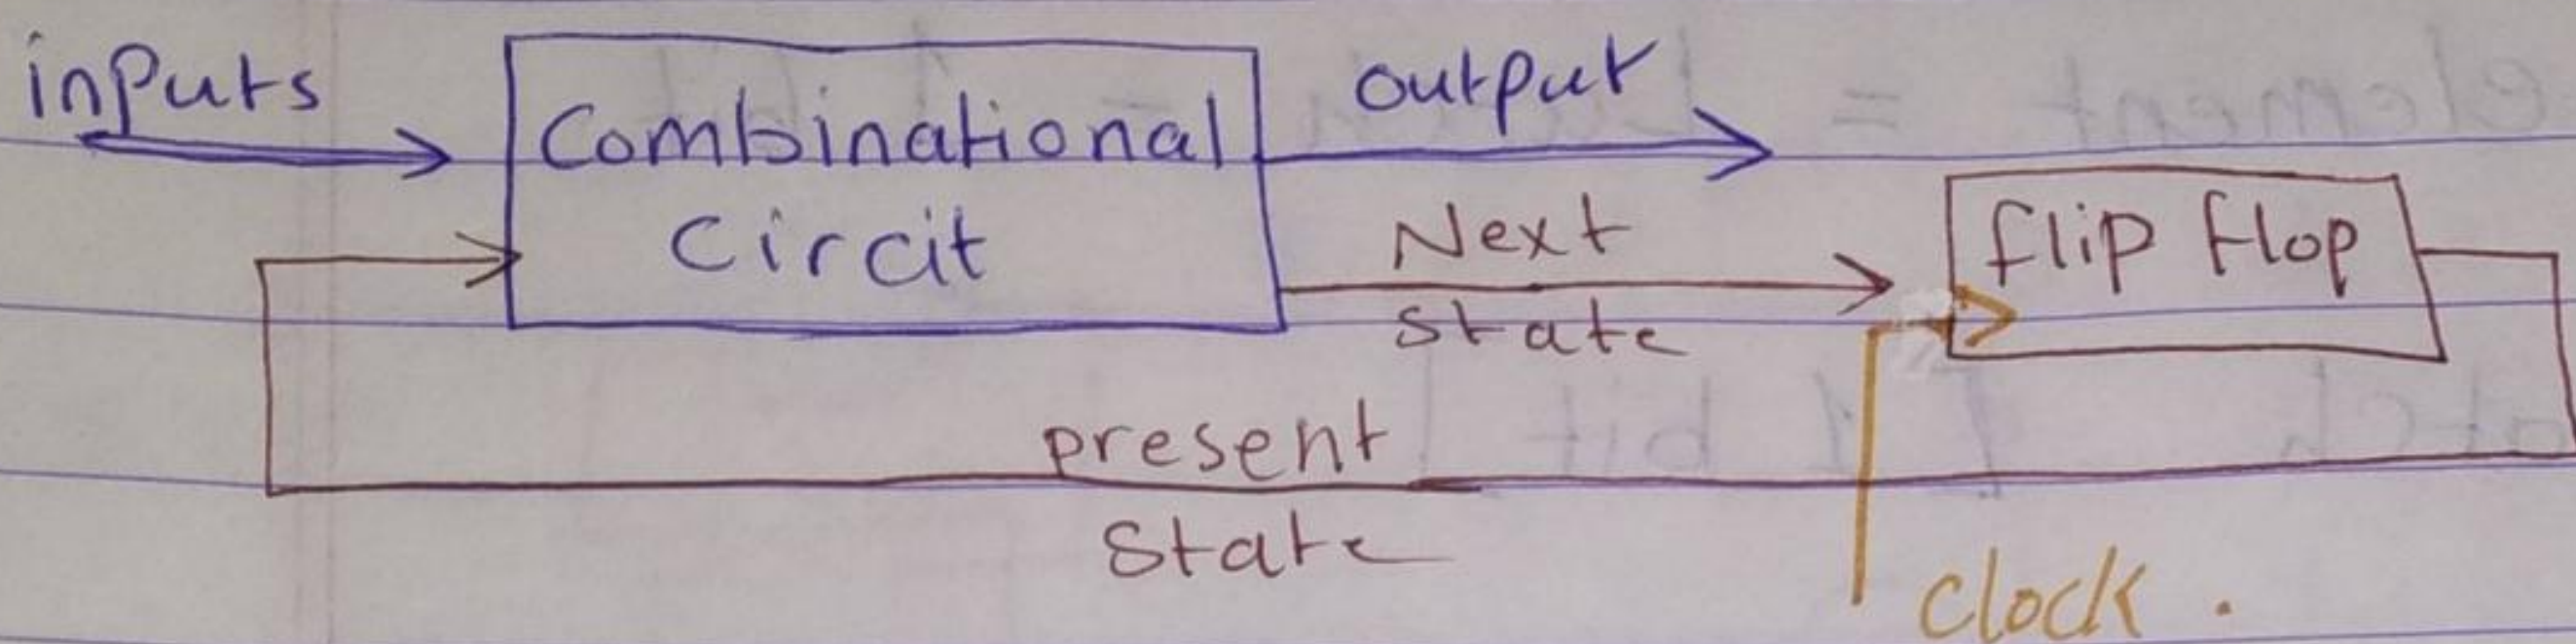 inputs
Combinational
Circit
output
Next
State
flip flop
present
State
Clock.